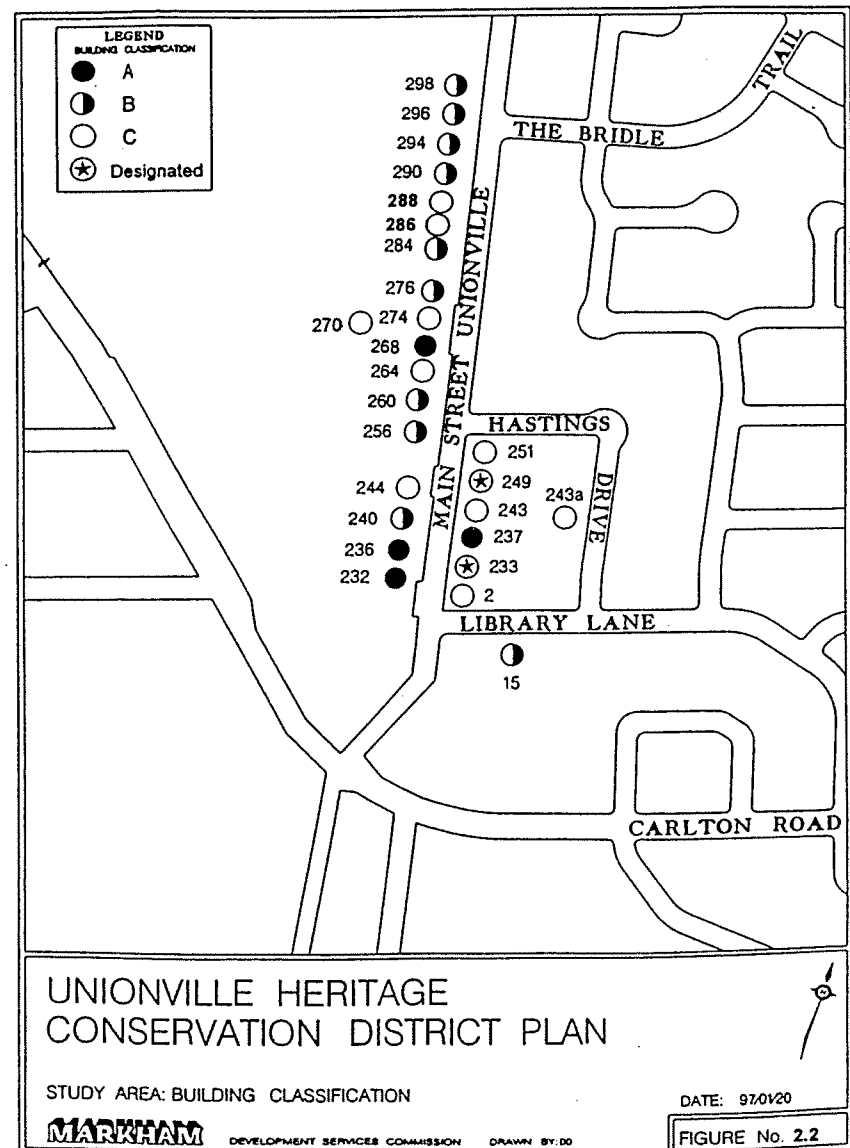 LEGEND
BUILDING CLASSIFICATION
A
B
C
Designated
298
296
294
290
288
286
284
276
270
274
268
264
260
256
244
240
236
232
251
249
243
243a
237
233
2
15
THE BRIDLE
TRAIL
MAIN STREET UNIONVILLE
HASTINGS
DRIVE
LIBRARY LANE
CARLTON ROAD
UNIONVILLE HERITAGE
CONSERVATION DISTRICT PLAN
STUDY AREA: BUILDING CLASSIFICATION
DATE: 97/01/20
MARKHAM
DEVELOPMENT SERVICES COMMISSION
DRAWN BY: DD
FIGURE No. 2.2